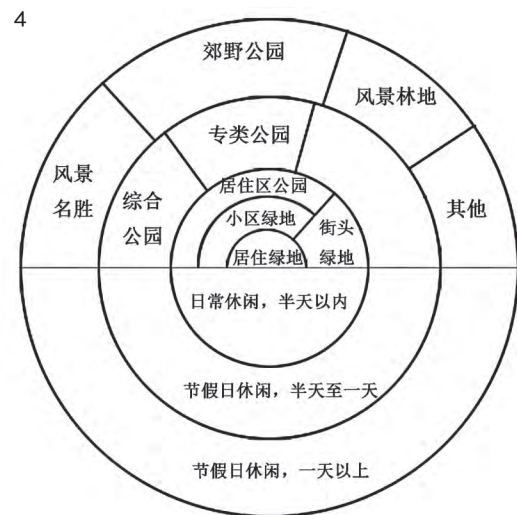 4
郊野公园
风景林地
专类公园
风景
名胜
综合
公园
居住区公园
小区绿地
街头
绿地
居住绿地
其他
日常休闲，半天以内
节假日休闲，半天至一天
节假日休闲，一天以上